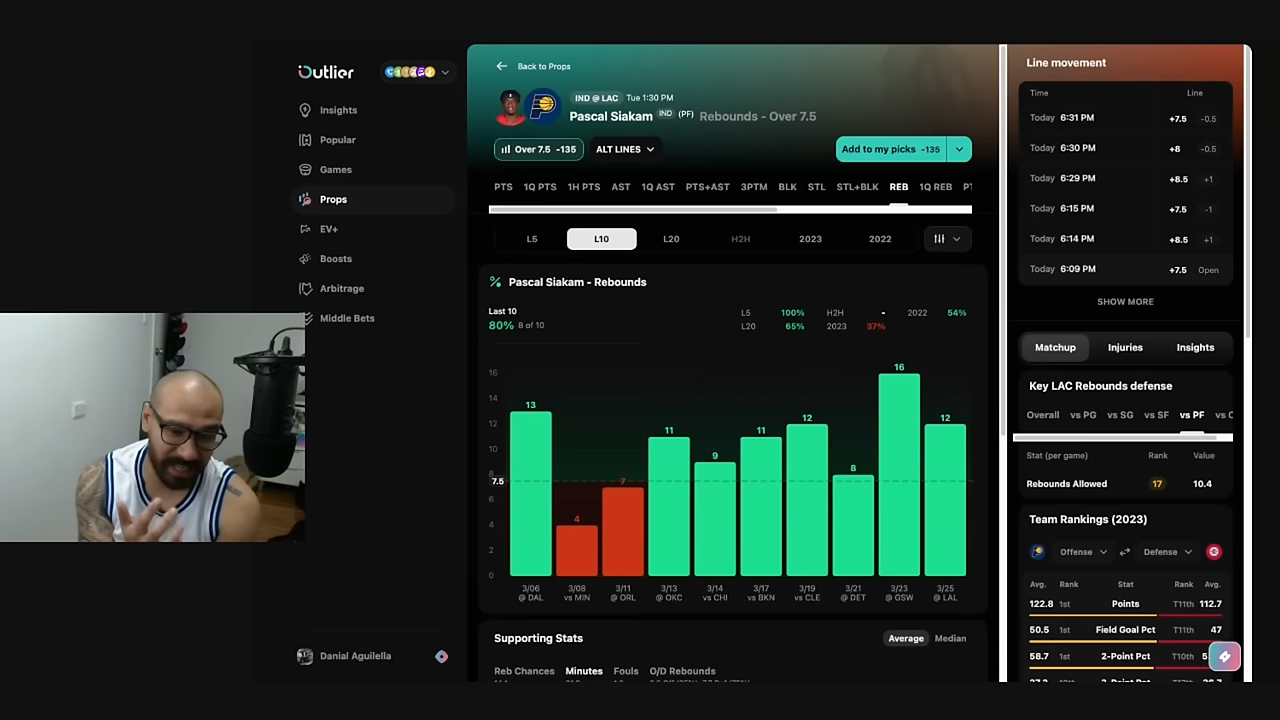 Outlier
Insights
Popular
Games
Props
EV+
Boosts
Arbitrage
Middle Bets
Danial Aguilella
Back to Props
IND @ LAC Tue 1:30 PM
Pascal Siakam IND (PF) Rebounds - Over 7.5
Over 7.5 -135 ALT LINES
Add to my picks -135
PTS 1Q PTS 1H PTS AST 1Q AST PTS+AST 3PTM BLK STL STL+BLK REB 1Q REB
L5 L10 L20 H2H 2023 2022
Pascal Siakam - Rebounds
Last 10
80% 8 of 10
L5 100% H2H - 2022 54%
L20 65% 2023 37%
16
14
12
10
8
7.5
6
4
2
0
13 4 7 11 9 11 12 8 16 12
3/06 3/08 3/11 3/13 3/14 3/17 3/19 3/21 3/23 3/25
@ DAL vs MIN @ ORL @ OKC vs CHI vs BKN vs CLE @ DET @ GSW @ LAL
Supporting Stats
Average Median
Reb Chances Minutes Fouls O/D Rebounds
Line movement
Time Line
Today 6:31 PM +7.5 -0.5
Today 6:30 PM +8 -0.5
Today 6:29 PM +8.5 +1
Today 6:15 PM +7.5 -1
Today 6:14 PM +8.5 +1
Today 6:09 PM +7.5 Open
SHOW MORE
Matchup Injuries Insights
Key LAC Rebounds defense
Overall vs PG vs SG vs SF vs PF
Stat (per game) Rank Value
Rebounds Allowed 17 10.4
Team Rankings (2023)
Offense Defense
Avg. Rank Stat Rank Avg.
122.8 1st Points T11th 112.7
50.5 1st Field Goal Pct T11th 47
58.7 1st 2-Point Pct T10th